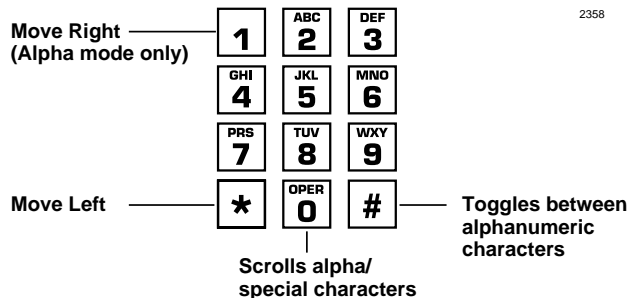 2358
Move Right
(Alpha mode only)
1
ABC
2
DEF
3
GHI
4
JKL
5
MNO
6
PRS
7
TUV
8
WXY
9
Move Left
*
OPER
0
#
Toggles between
alphanumeric
characters
Scrolls alpha/
special characters